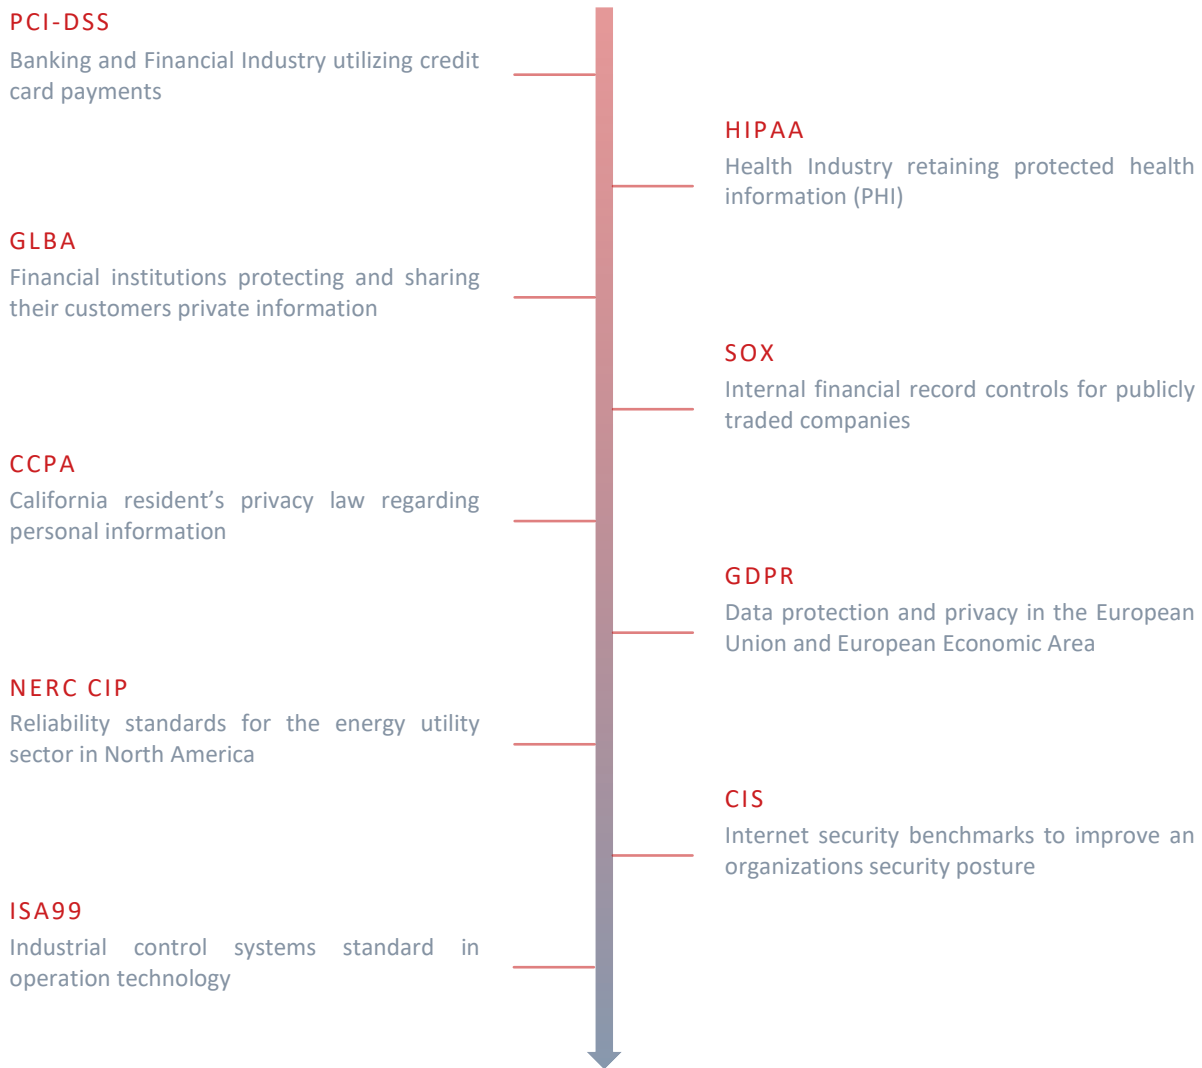 PCI-DSS
Banking and Financial Industry utilizing credit
card payments
HIPAA
Health Industry retaining protected health
information (PHI)
GLBA
Financial institutions protecting and sharing
their customers private information
SOX
Internal financial record controls for publicly
traded companies
CCPA
California resident’s privacy law regarding
personal information
GDPR
Data protection and privacy in the European
Union and European Economic Area
NERC CIP
Reliability standards for the energy utility
sector in North America
CIS
Internet security benchmarks to improve an
organizations security posture
ISA99
Industrial control systems standard in
operation technology